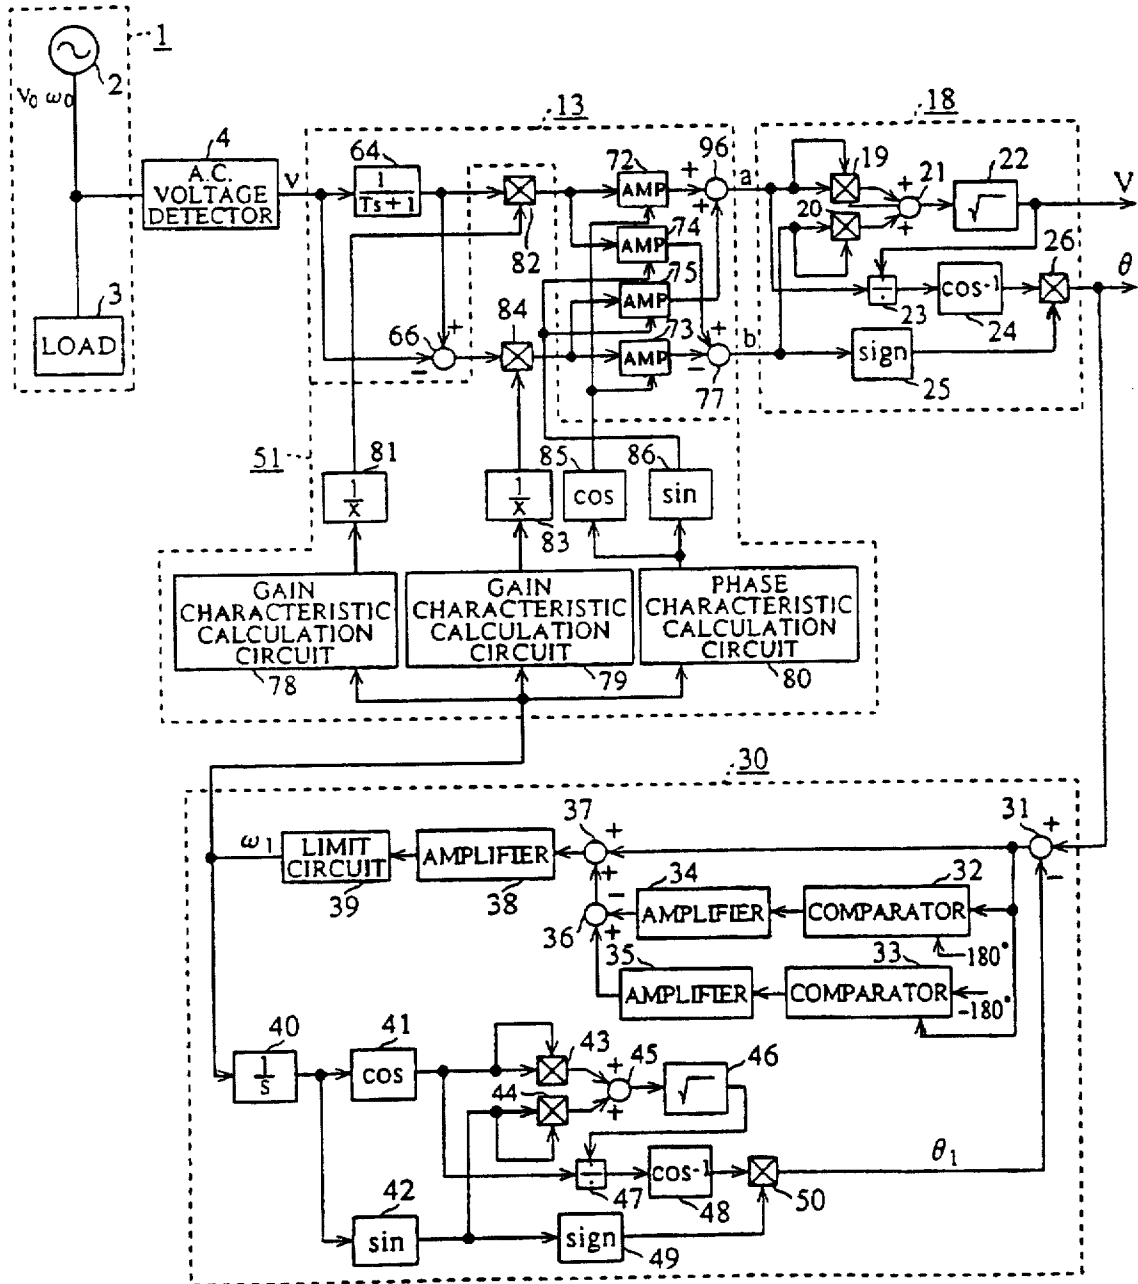 1
2
V0 ω0
3
LOAD
4
A.C.
VOLTAGE
DETECTOR
v
13
64
1
Ts+1
66
+
−
82
84
72
AMP
74
AMP
75
AMP
73
AMP
+
96
+
a
+
−
b
77
18
19
20
+
21
+
22
√
V
23
÷
COS-1
24
26
θ
sign
25
51
81
1
x
1
x
83
85
cos
86
sin
GAIN
CHARACTERISTIC
CALCULATION
CIRCUIT
78
GAIN
CHARACTERISTIC
CALCULATION
CIRCUIT
79
PHASE
CHARACTERISTIC
CALCULATION
CIRCUIT
80
30
ω1
LIMIT
CIRCUIT
39
AMPLIFIER
38
37
+
+
31
+
−
−
36
+
34
AMPLIFIER
32
COMPARATOR
180°
35
AMPLIFIER
33
COMPARATOR
-180°
40
1
s
41
cos
43
44
+
45
+
46
√
÷
47
COS-1
48
50
θ1
42
sin
sign
49